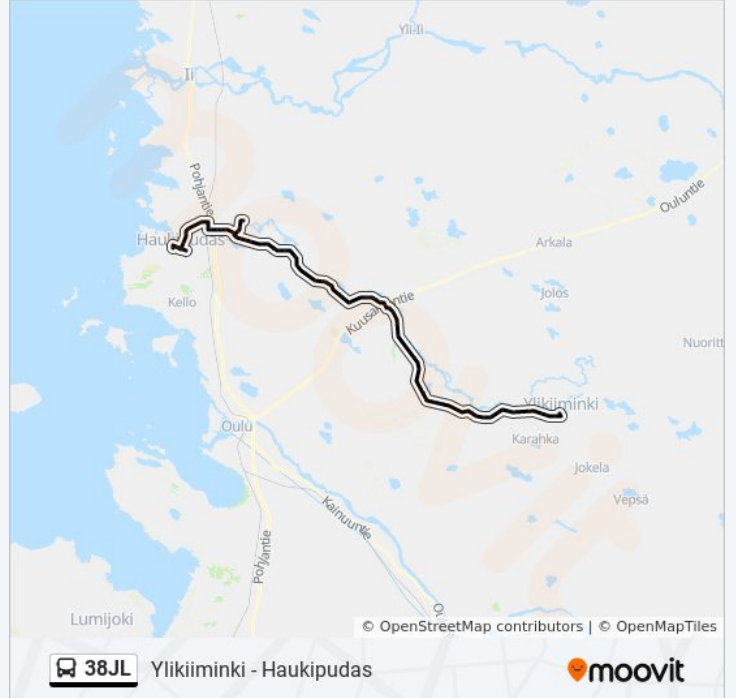 Yli-Ii
Ii
Pohjantie
Ouluntie
Haukipudas
Arkala
Jolos
Kello
Kuusamontie
Nuoritt
Ylikiiminki
Oulu
Karahka
Jokela
Vepsä
Kainuuntie
Pohjantie
Ou
Lumijoki
© OpenStreetMap contributors | © OpenMapTiles
38JL Ylikiiminki - Haukipudas
moovit